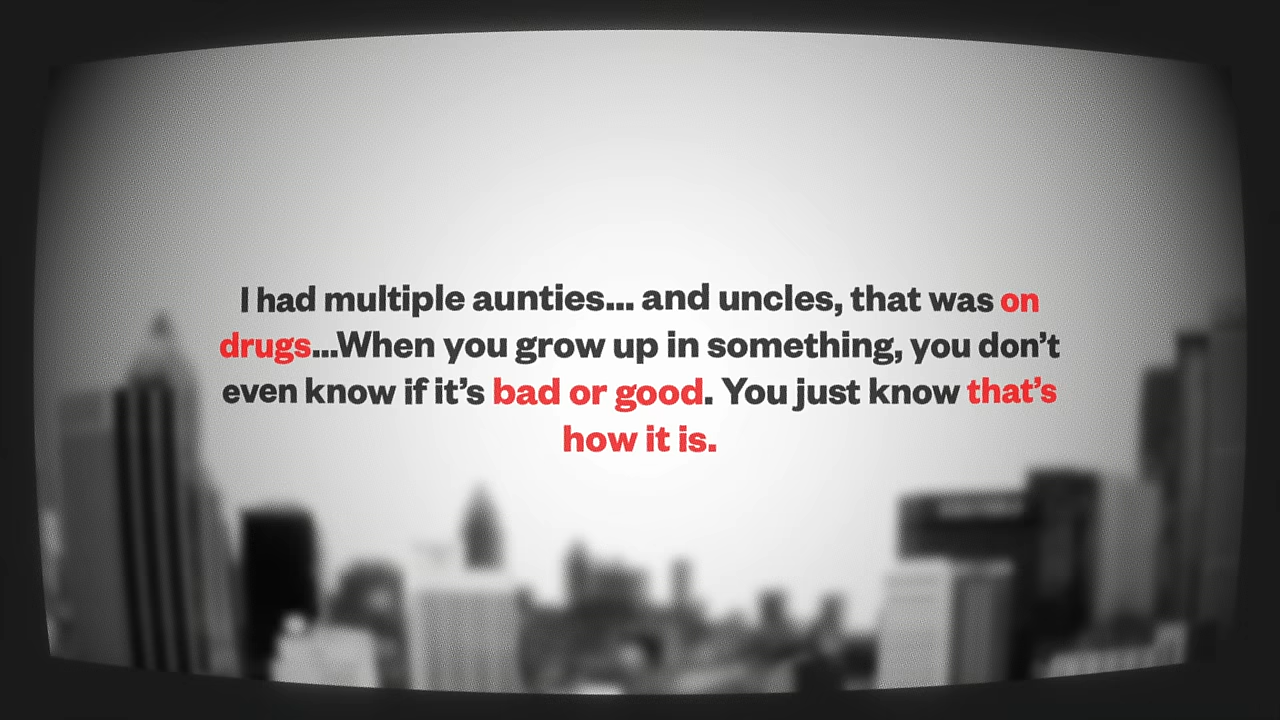 I had multiple aunties... and uncles, that was on
drugs...When you grow up in something, you don’t
even know if it’s bad or good. You just know that’s
how it is.